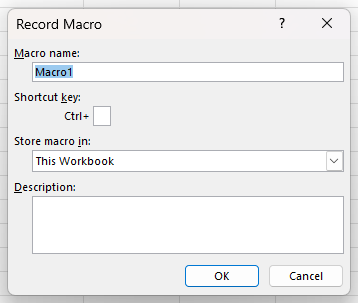 Record Macro ?
Macro name:
Macro1
Shortcut key:
Ctrl+
Store macro in:
This Workbook
Description:
OK Cancel